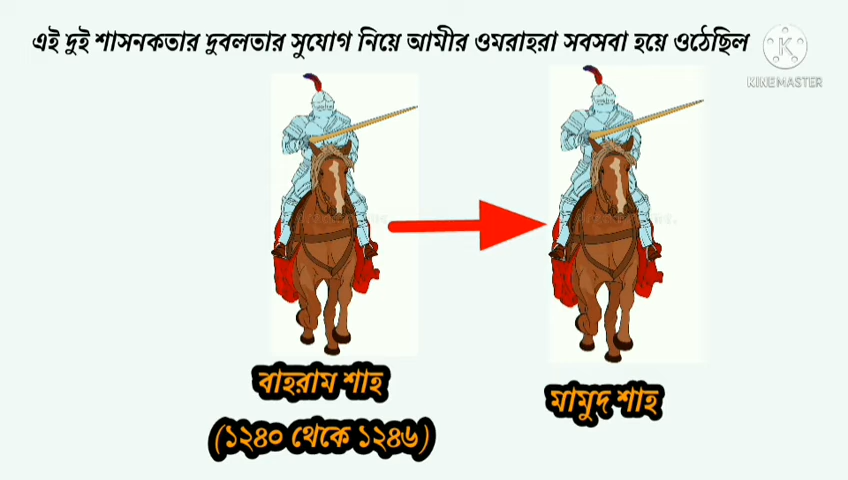 এই দুই শাসনকতার দুবলতার সুযোগ নিয়ে আমীর ওমরাহরা সবসবা হয়ে ওঠেছিল
KINEMASTER
বাহরাম শাহ
মামুদ শাহ
(১২৪০ থেকে ১২৪৬)